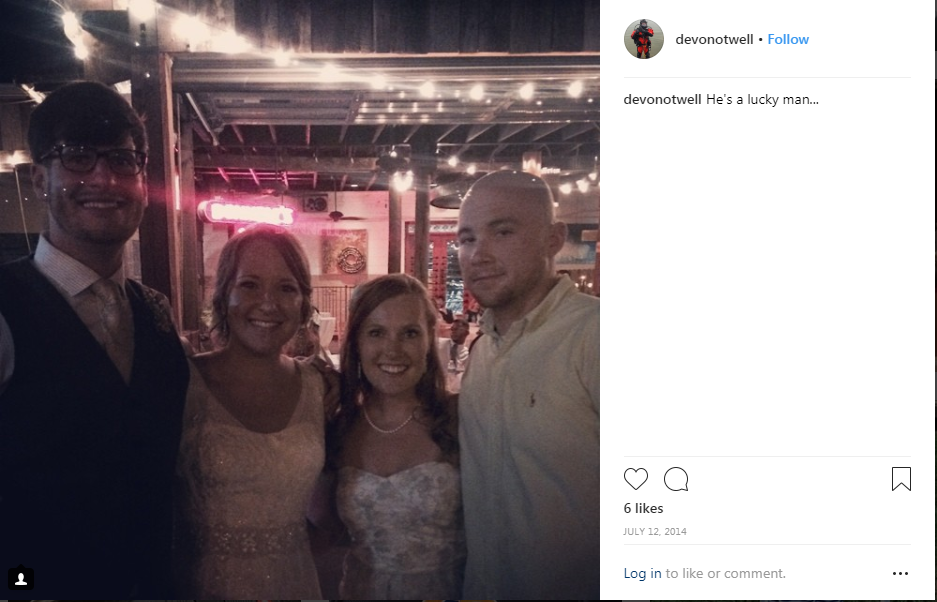 devonotwell • Follow
devonotwell He's a lucky man...
6 likes
JULY 12, 2014
Log in to like or comment.